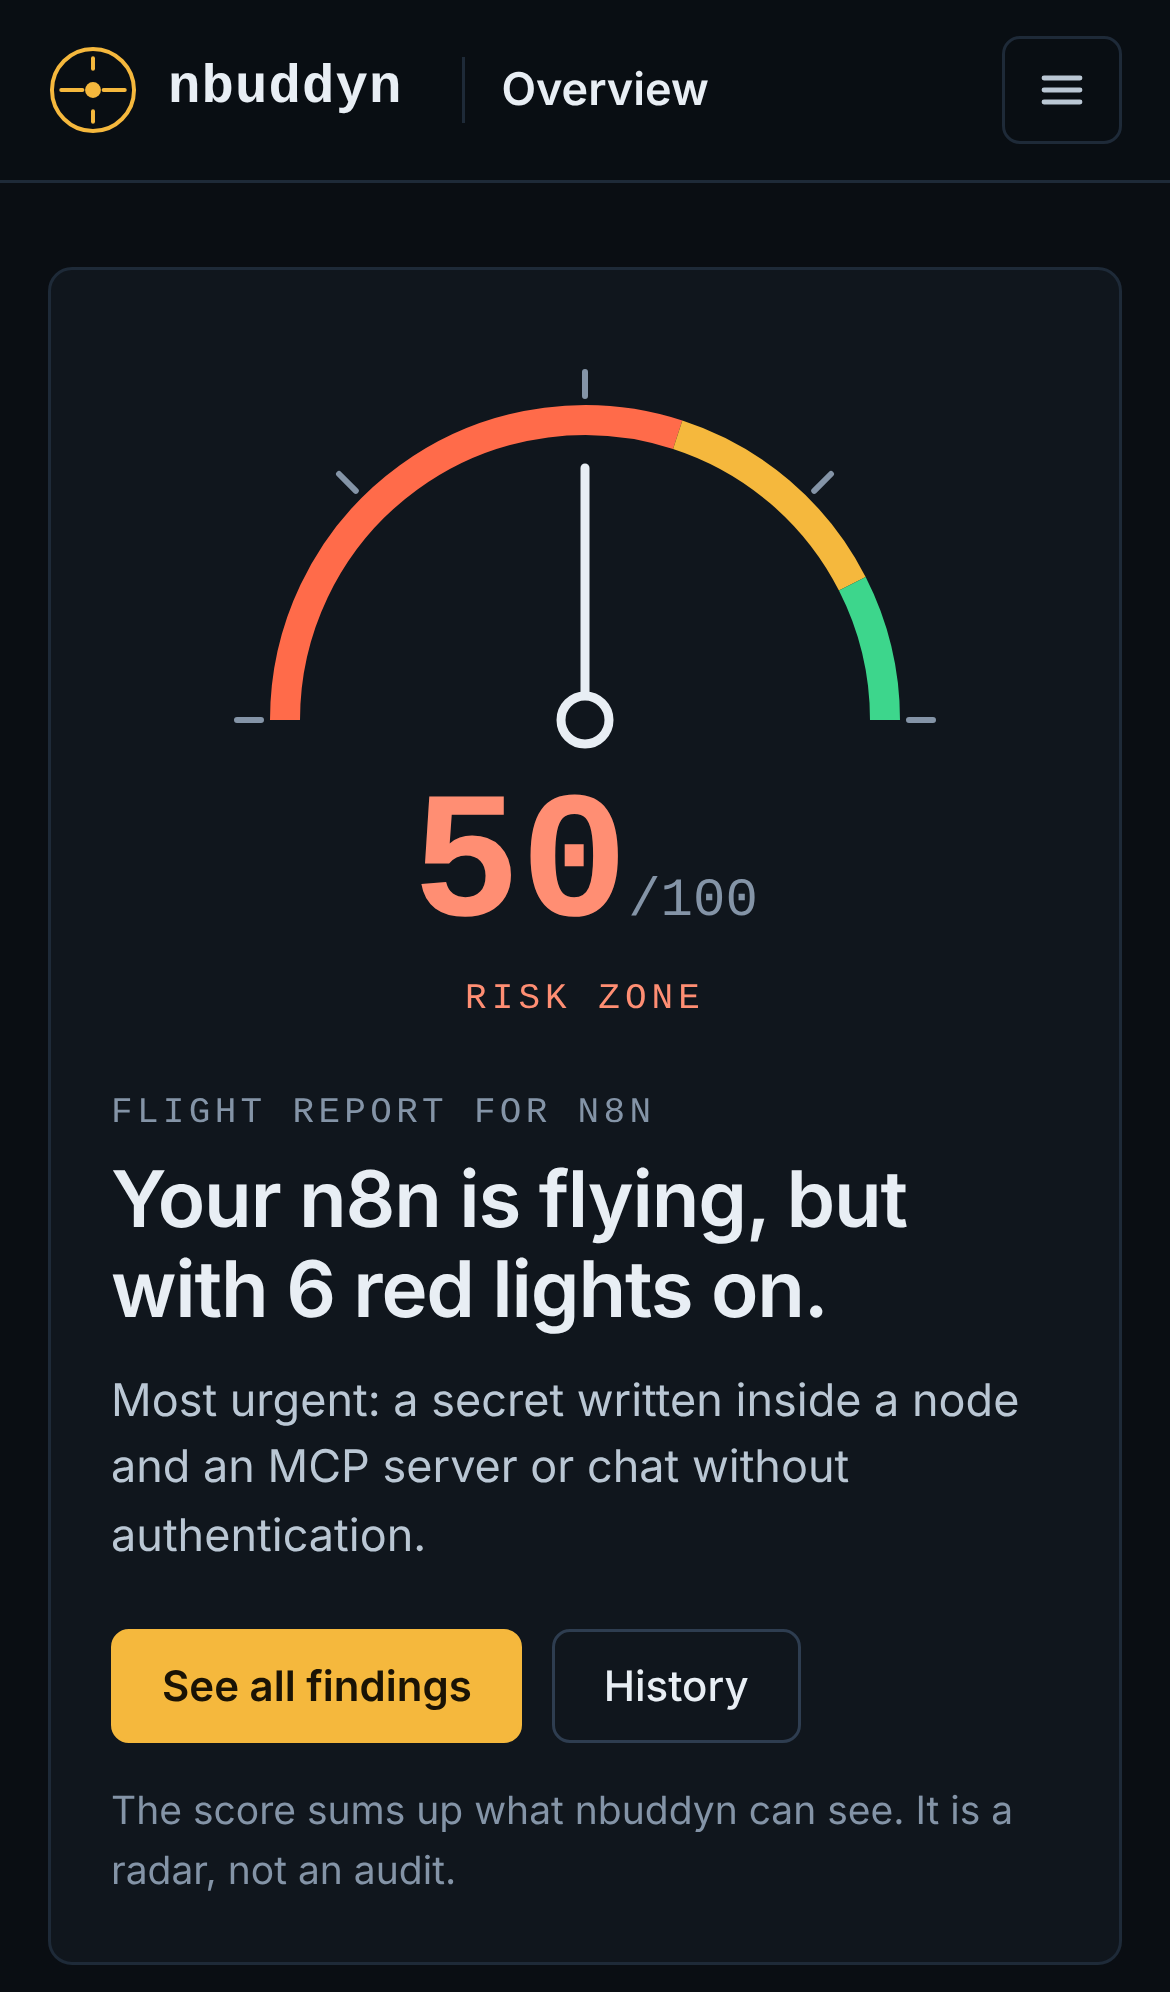 nbuddyn
Overview
50/100
RISK ZONE
FLIGHT REPORT FOR N8N
Your n8n is flying, but
with 6 red lights on.
Most urgent: a secret written inside a node
and an MCP server or chat without
authentication.
See all findings
History
The score sums up what nbuddyn can see. It is a
radar, not an audit.